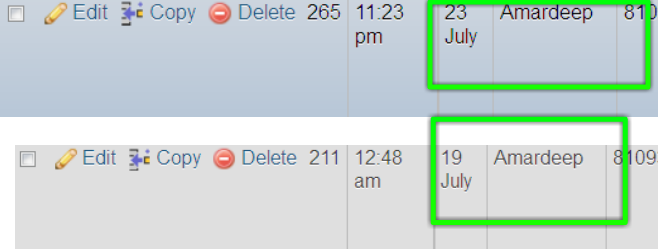 Edit Copy Delete 265 11:23 pm 23 July Amardeep 810
Edit Copy Delete 211 12:48 am 19 July Amardeep 8109